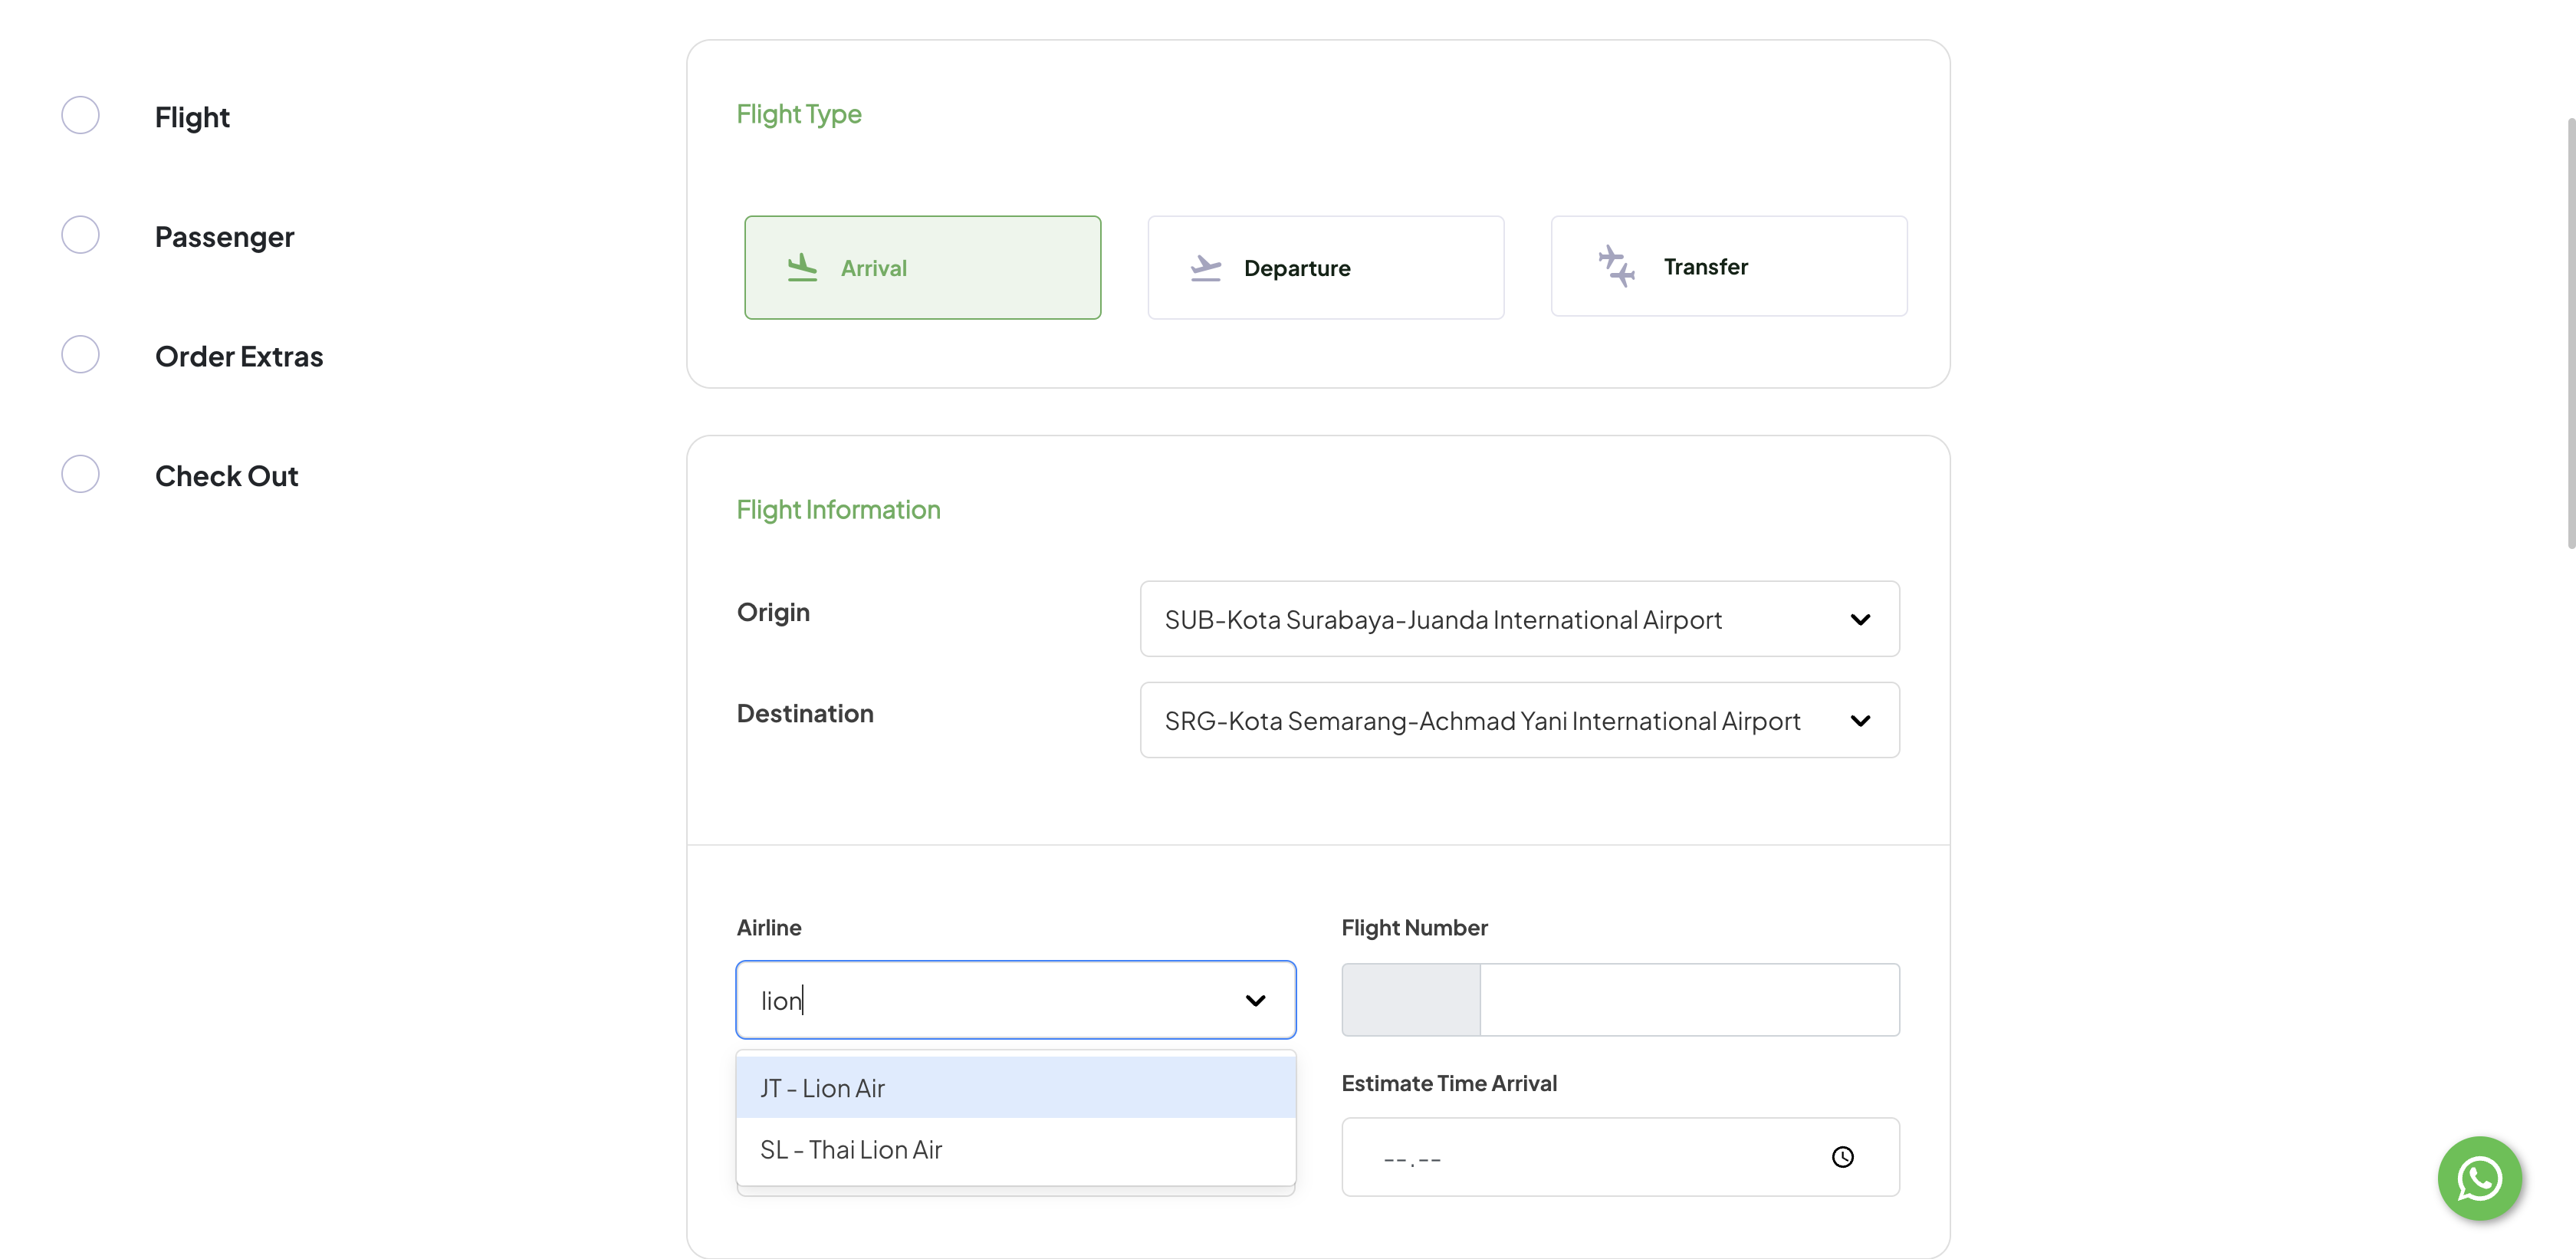 Flight
Passenger
Order Extras
Check Out
Flight Type
Arrival
Departure
Transfer
Flight Information
Origin
SUB-Kota Surabaya-Juanda International Airport
Destination
SRG-Kota Semarang-Achmad Yani International Airport
Airline
lion
JT - Lion Air
SL - Thai Lion Air
Flight Number
Estimate Time Arrival
--.--